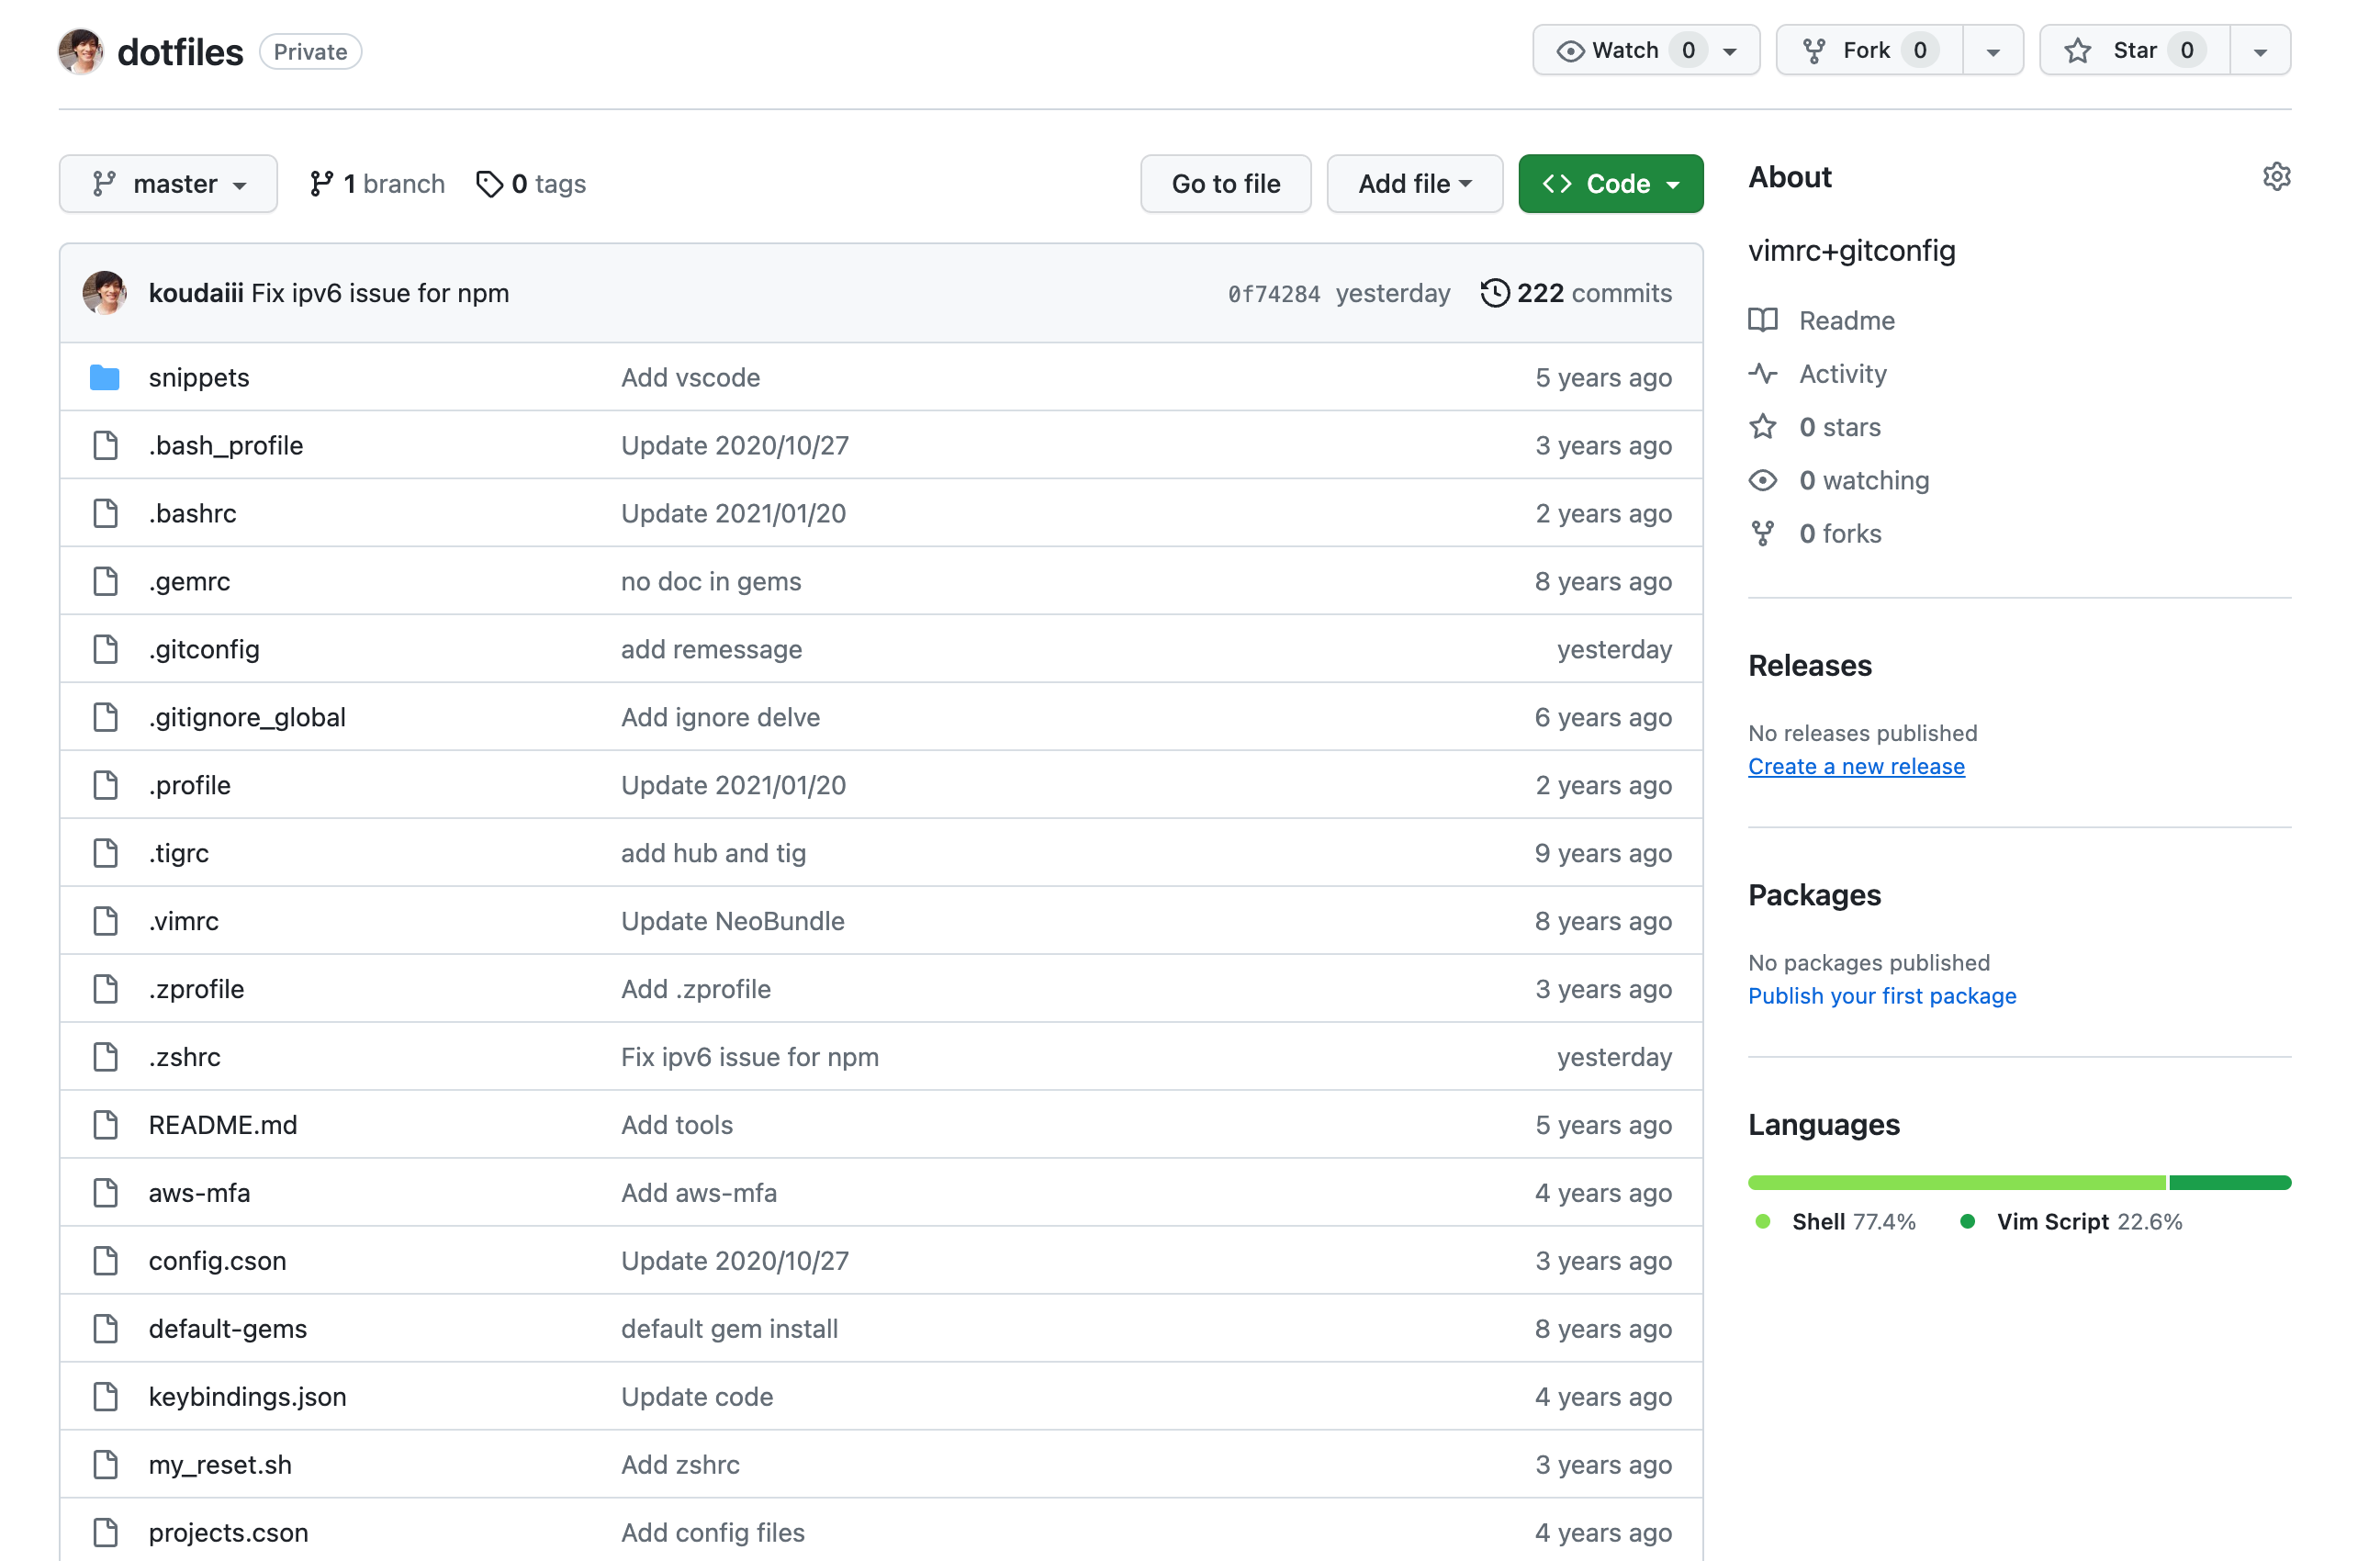 dotfiles Private Watch 0 Fork 0 Star 0
master 1 branch 0 tags Go to file Add file Code
koudaiii Fix ipv6 issue for npm 0f74284 yesterday 222 commits
snippets Add vscode 5 years ago
.bash_profile Update 2020/10/27 3 years ago
.bashrc Update 2021/01/20 2 years ago
.gemrc no doc in gems 8 years ago
.gitconfig add remessage yesterday
.gitignore_global Add ignore delve 6 years ago
.profile Update 2021/01/20 2 years ago
.tigrc add hub and tig 9 years ago
.vimrc Update NeoBundle 8 years ago
.zprofile Add .zprofile 3 years ago
.zshrc Fix ipv6 issue for npm yesterday
README.md Add tools 5 years ago
aws-mfa Add aws-mfa 4 years ago
config.cson Update 2020/10/27 3 years ago
default-gems default gem install 8 years ago
keybindings.json Update code 4 years ago
my_reset.sh Add zshrc 3 years ago
projects.cson Add config files 4 years ago
About
vimrc+gitconfig
Readme
Activity
0 stars
0 watching
0 forks
Releases
No releases published
Create a new release
Packages
No packages published
Publish your first package
Languages
Shell 77.4% Vim Script 22.6%